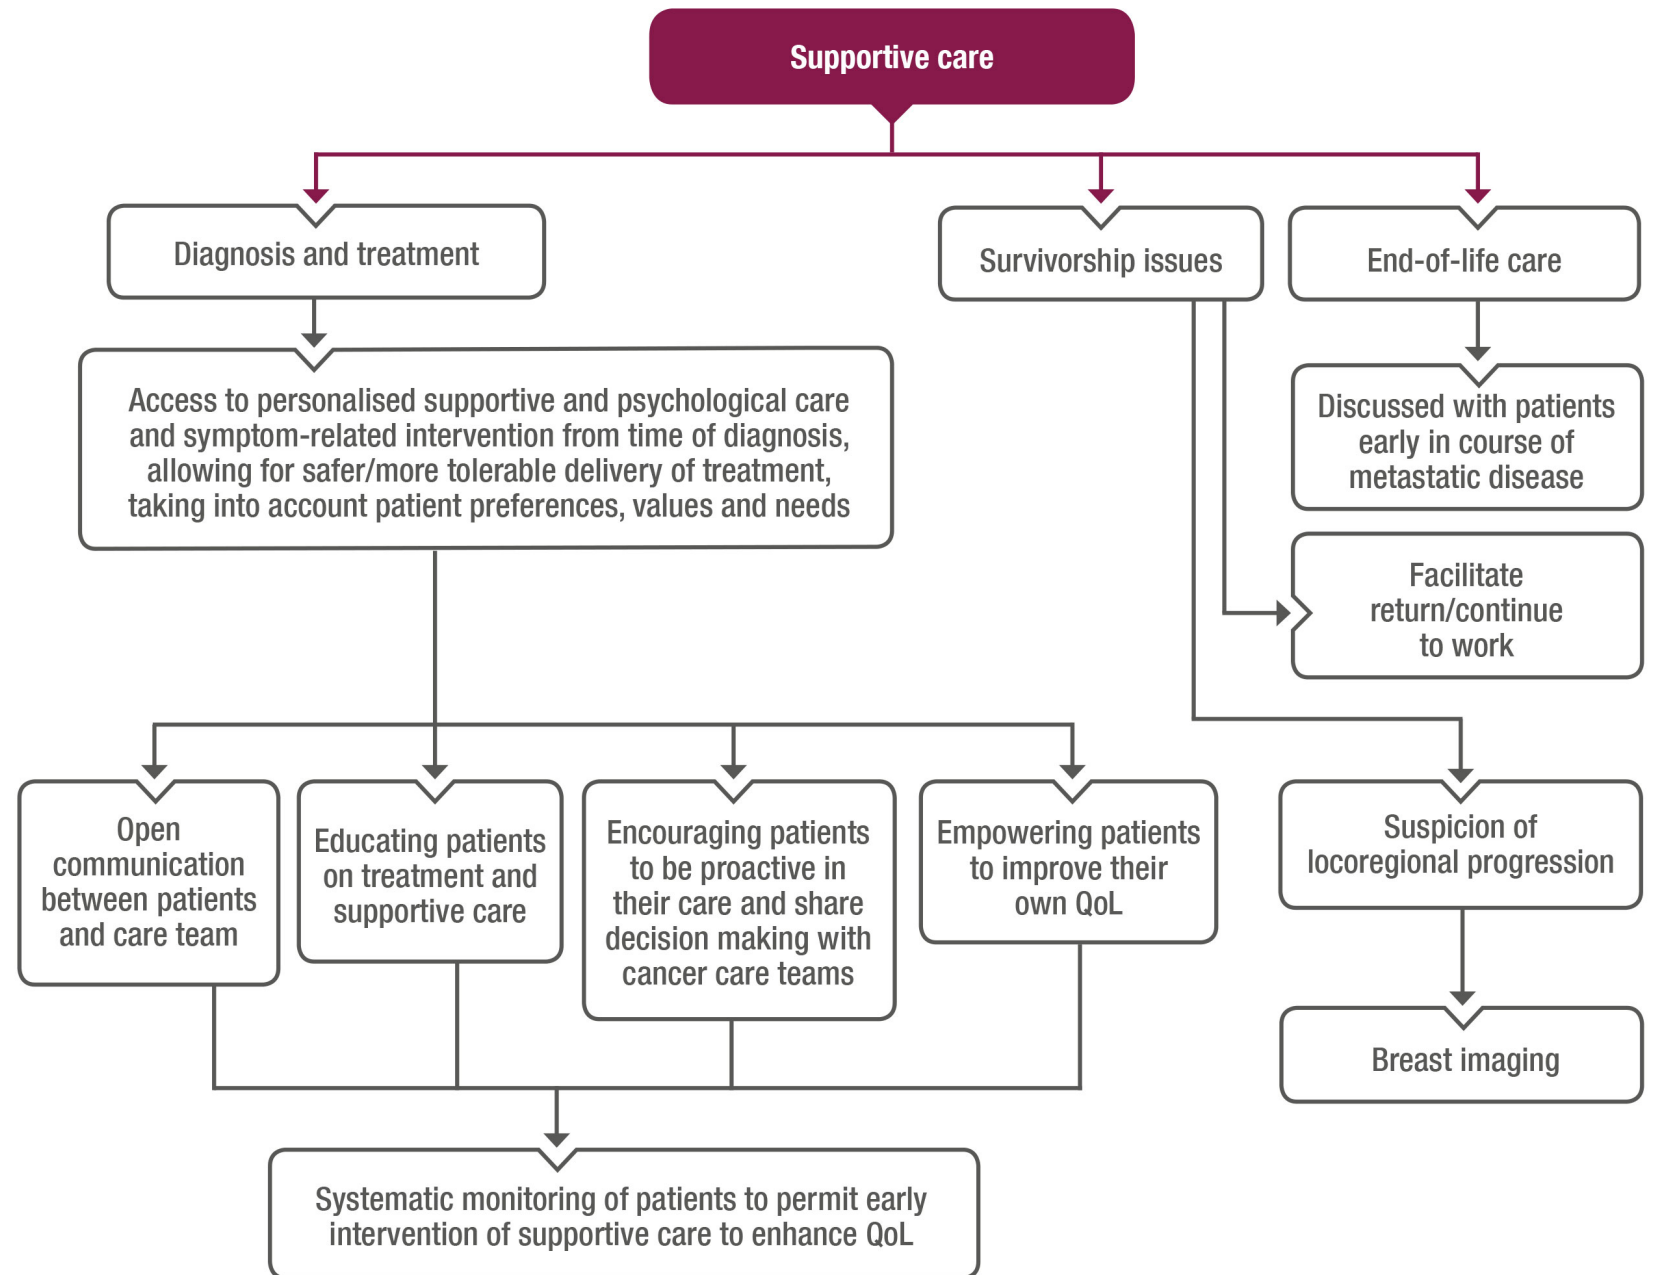 Supportive care
Diagnosis and treatment
Survivorship issues
End-of-life care
Access to personalised supportive and psychological care
and symptom-related intervention from time of diagnosis,
allowing for safer/more tolerable delivery of treatment,
taking into account patient preferences, values and needs
Discussed with patients
early in course of
metastatic disease
Facilitate
return/continue
to work
Open
communication
between patients
and care team
Educating patients
on treatment and
supportive care
Encouraging patients
to be proactive in
their care and share
decision making with
cancer care teams
Empowering patients
to improve their
own QoL
Suspicion of
locoregional progression
Breast imaging
Systematic monitoring of patients to permit early
intervention of supportive care to enhance QoL